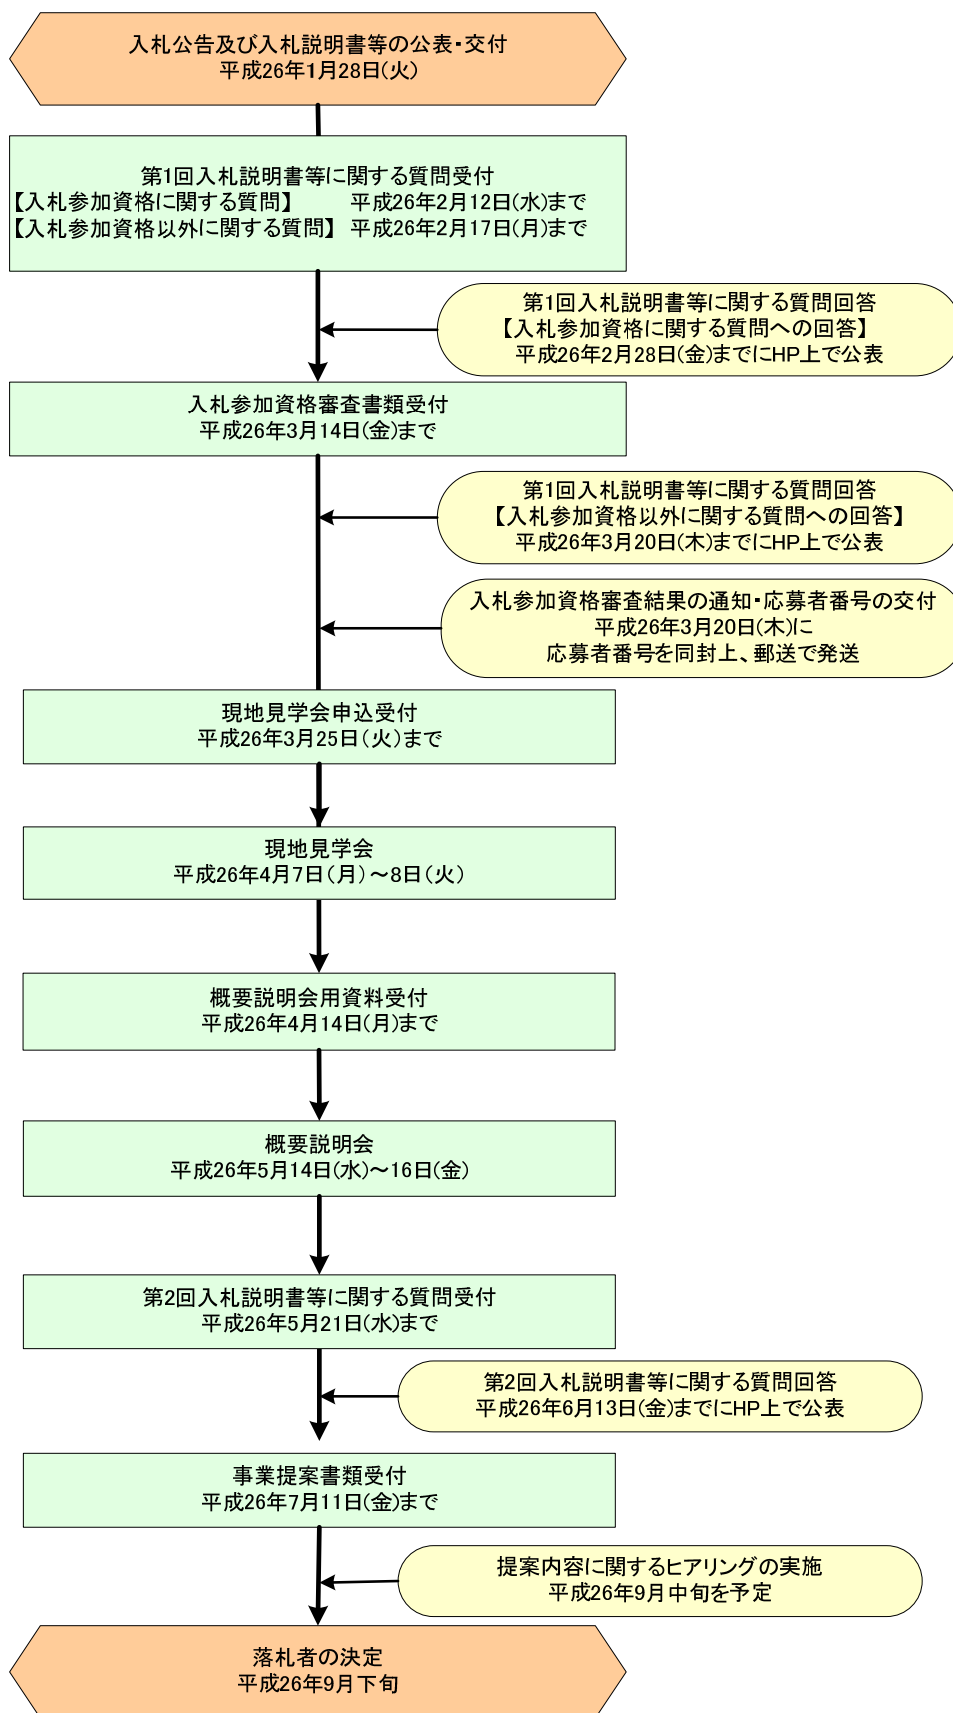 入札公告及び入札説明書等の公表・交付
平成26年1月28日(火)
第1回入札説明書等に関する質問受付
【入札参加資格に関する質問】 平成26年2月12日(水)まで
【入札参加資格以外に関する質問】 平成26年2月17日(月)まで
第1回入札説明書等に関する質問回答
【入札参加資格に関する質問への回答】
平成26年2月28日(金)までにHP上で公表
入札参加資格審査書類受付
平成26年3月14日(金)まで
第1回入札説明書等に関する質問回答
【入札参加資格以外に関する質問への回答】
平成26年3月20日(木)までにHP上で公表
入札参加資格審査結果の通知・応募者番号の交付
平成26年3月20日(木)に
応募者番号を同封上、郵送で発送
現地見学会申込受付
平成26年3月25日(火)まで
現地見学会
平成26年4月7日(月)~8日(火)
概要説明会用資料受付
平成26年4月14日(月)まで
概要説明会
平成26年5月14日(水)~16日(金)
第2回入札説明書等に関する質問受付
平成26年5月21日(水)まで
第2回入札説明書等に関する質問回答
平成26年6月13日(金)までにHP上で公表
事業提案書類受付
平成26年7月11日(金)まで
提案内容に関するヒアリングの実施
平成26年9月中旬を予定
落札者の決定
平成26年9月下旬